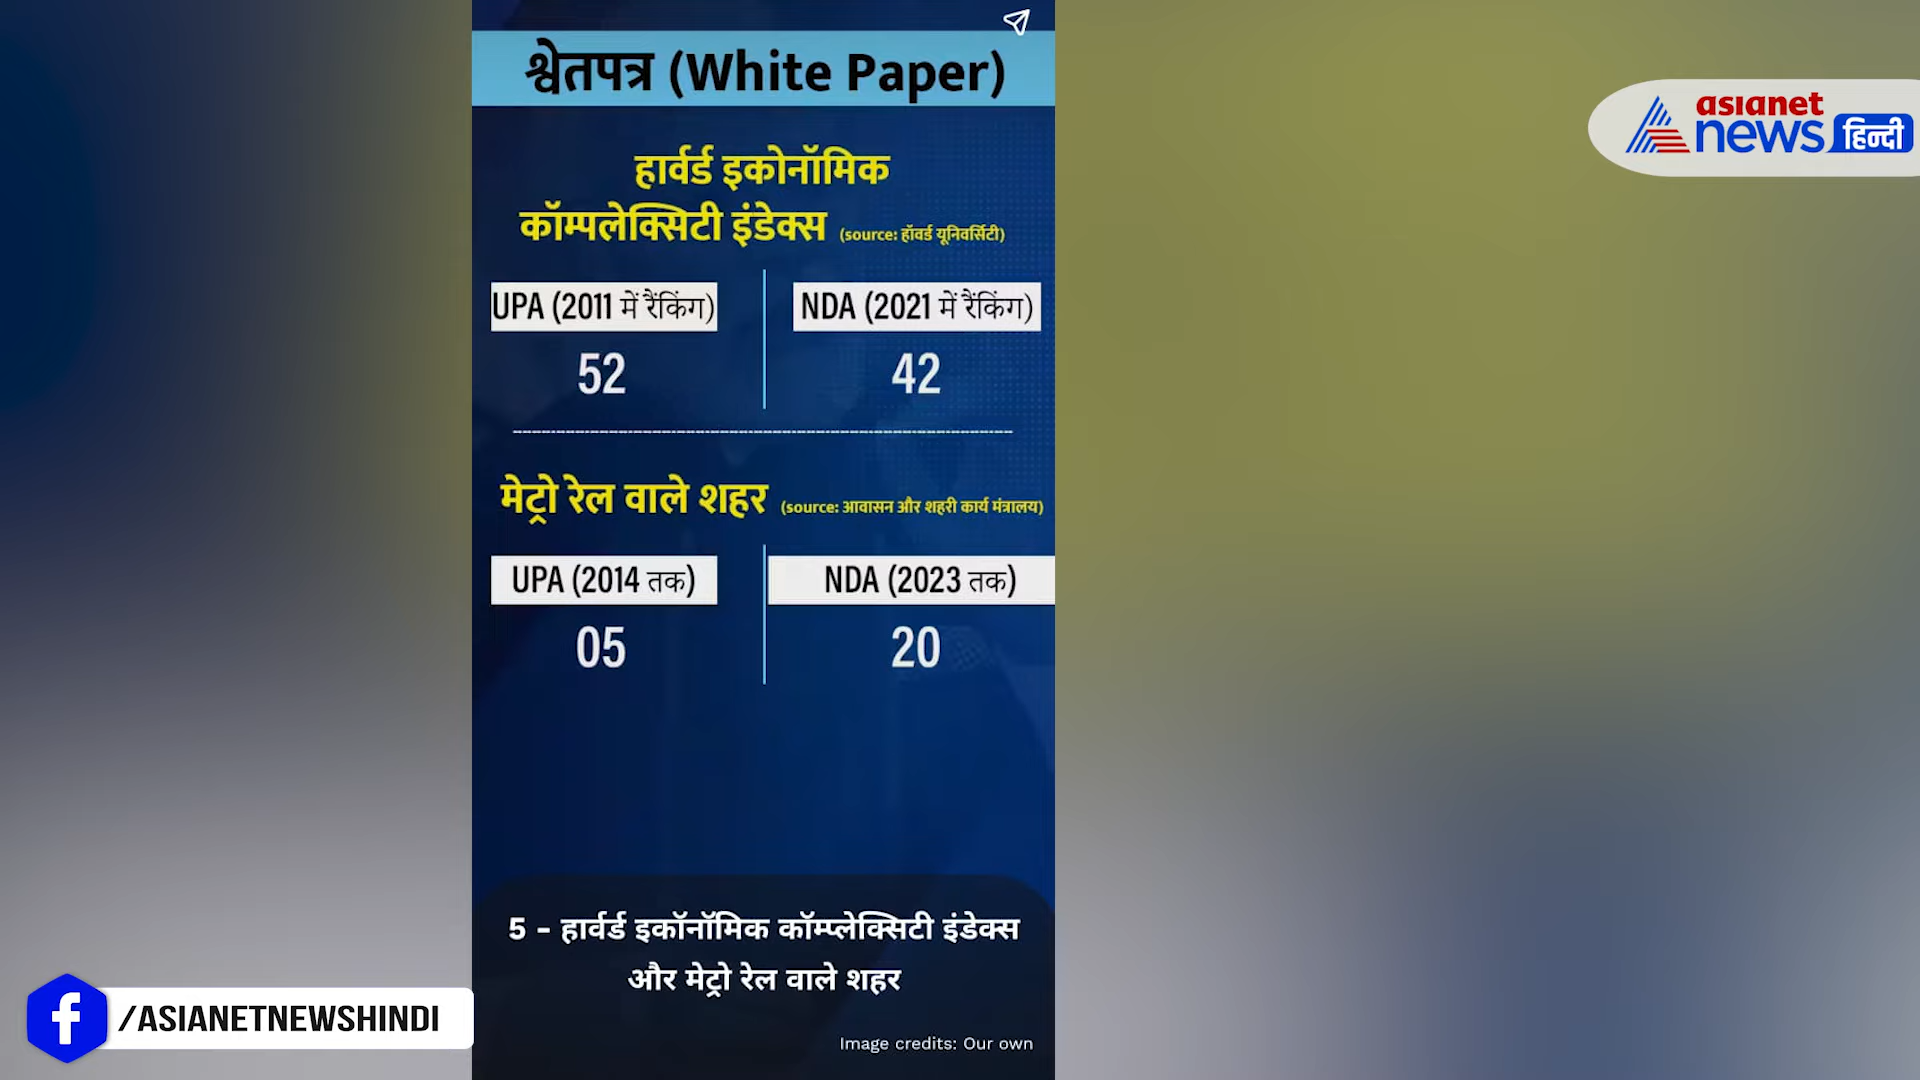 श्वेतपत्र (White Paper)
asıanet
news हिन्दी
हार्वर्ड इकोनॉमिक
कॉम्पलेक्सिटी इंडेक्स (source: हॉवर्ड यूनिवर्सिटी)
UPA (2011 में रैंकिंग)
NDA (2021 में रैंकिंग)
52
42
मेट्रो रेल वाले शहर (source: आवासन और शहरी कार्य मंत्रालय)
UPA (2014 तक)
NDA (2023 तक)
05
20
5 - हार्वर्ड इकॉनॉमिक कॉम्प्लेक्सिटी इंडेक्स
और मेट्रो रेल वाले शहर
Image credits: Our own
f /ASIANETNEWSHINDI